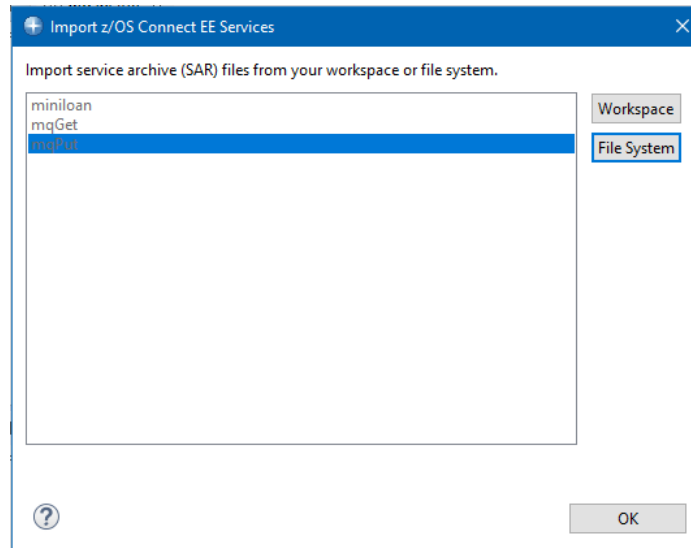 Import z/OS Connect EE Services
Import service archive (SAR) files from your workspace or file system.
miniloan
mqGet
mqPut
Workspace
File System
?
OK